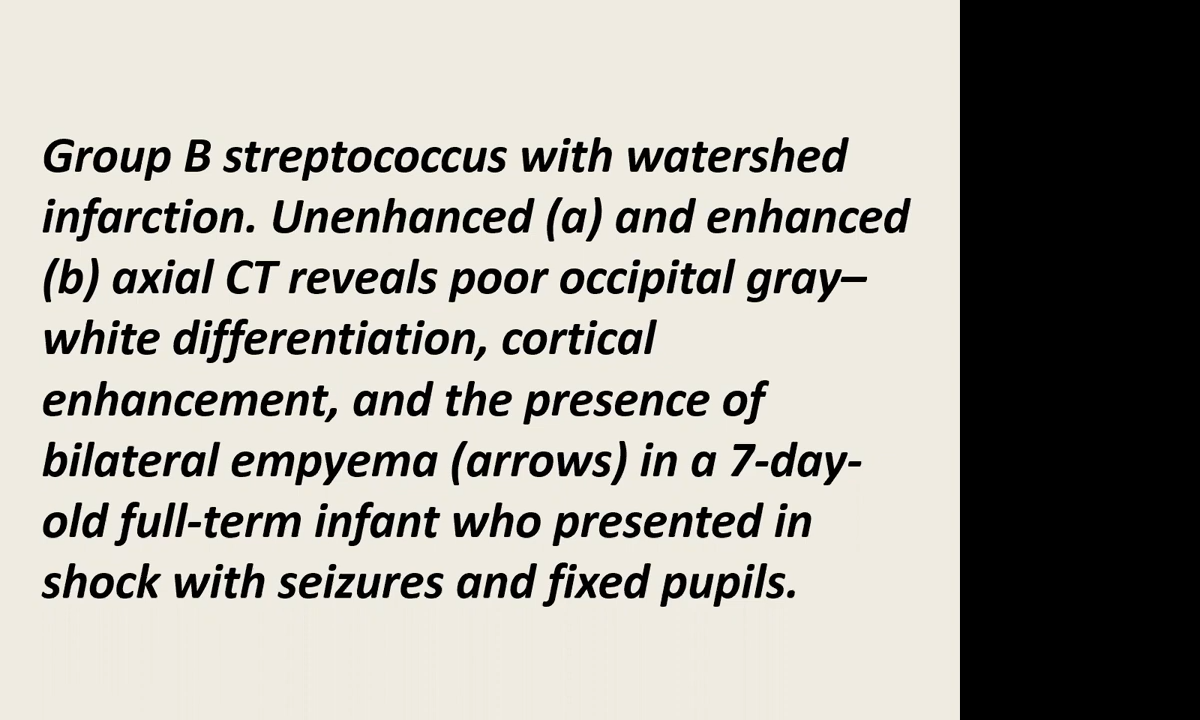 Group B streptococcus with watershed
infarction. Unenhanced (a) and enhanced
(b) axial CT reveals poor occipital gray–
white differentiation, cortical
enhancement, and the presence of
bilateral empyema (arrows) in a 7-day-
old full-term infant who presented in
shock with seizures and fixed pupils.